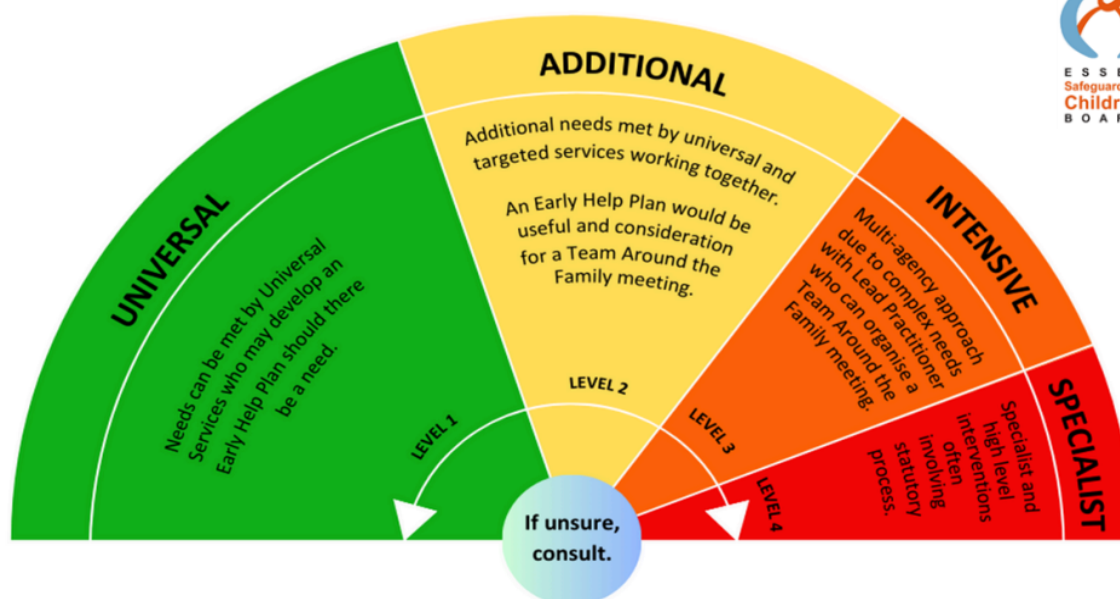 UNIVERSAL
Needs can be met by Universal
Services who may develop an
Early Help Plan should there
be a need.
LEVEL 1
ADDITIONAL
Additional needs met by universal and
targeted services working together.
An Early Help Plan would be
useful and consideration
for a Team Around the
Family meeting.
LEVEL 2
INTENSIVE
Multi-agency approach
due to complex needs
with Lead Practitioner
who can organise a
Team Around the
Family meeting.
LEVEL 3
SPECIALIST
Specialist and
high level
interventions
often
involving
statutory
process.
LEVEL 4
If unsure,
consult.